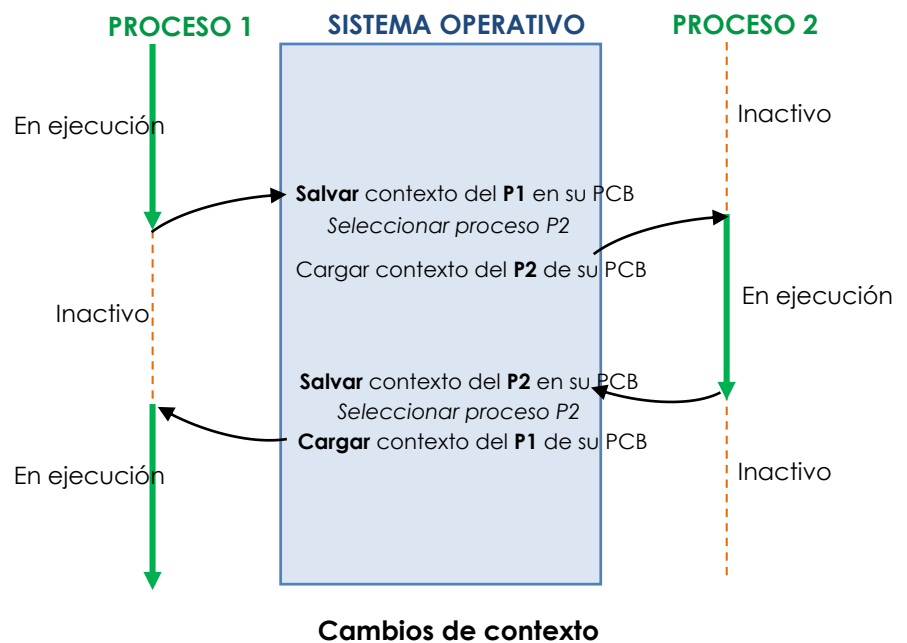 PROCESO 1
SISTEMA OPERATIVO
PROCESO 2
En ejecución
Inactivo
Salvar contexto del P1 en su PCB
Seleccionar proceso P2
Cargar contexto del P2 de su PCB
Inactivo
En ejecución
Salvar contexto del P2 en su PCB
Seleccionar proceso P2
Cargar contexto del P1 de su PCB
En ejecución
Inactivo
Cambios de contexto